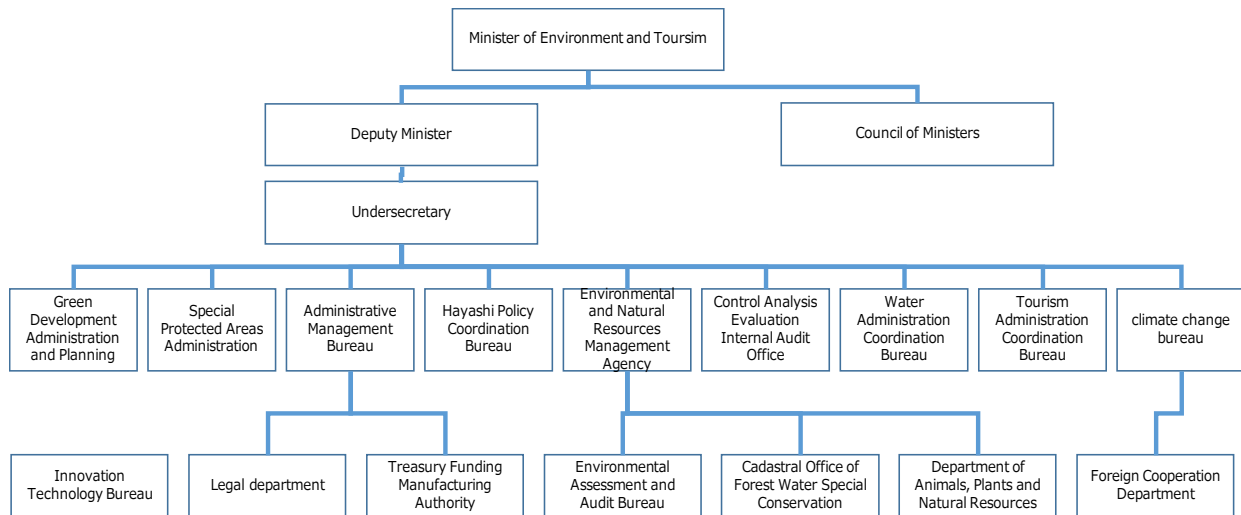 Minister of Environment and Toursim
Deputy Minister
Council of Ministers
Undersecretary
Green
Development
Administration
and Planning
Special
Protected Areas
Administration
Administrative
Management
Bureau
Hayashi Policy
Coordination
Bureau
Environmental
and Natural
Resources
Management
Agency
Control Analysis
Evaluation
Internal Audit
Office
Water
Administration
Coordination
Bureau
Tourism
Administration
Coordination
Bureau
climate change
bureau
Innovation
Technology Bureau
Legal department
Treasury Funding
Manufacturing
Authority
Environmental
Assessment and
Audit Bureau
Cadastral Office of
Forest Water Special
Conservation
Department of
Animals, Plants and
Natural Resources
Foreign Cooperation
Department